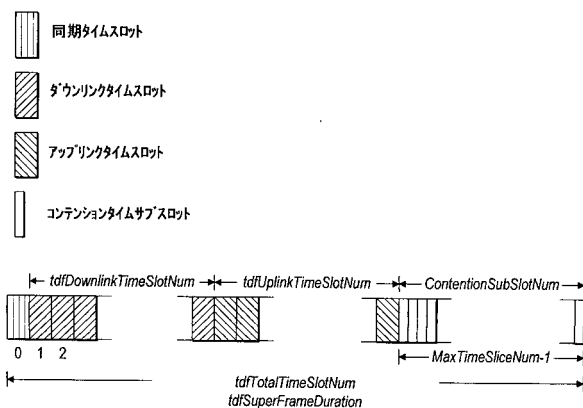 同期タイムスロット
ダウンリンクタイムスロット
アップリンクタイムスロット
コンテンションタイムサブスロット
tdfDownlinkTimeSlotNum tdfUplinkTimeSlotNum ContentionSubSlotNum
0 1 2
MaxTimeSliceNum-1
tdfTotalTimeSlotNum
tdfSuperFrameDuration